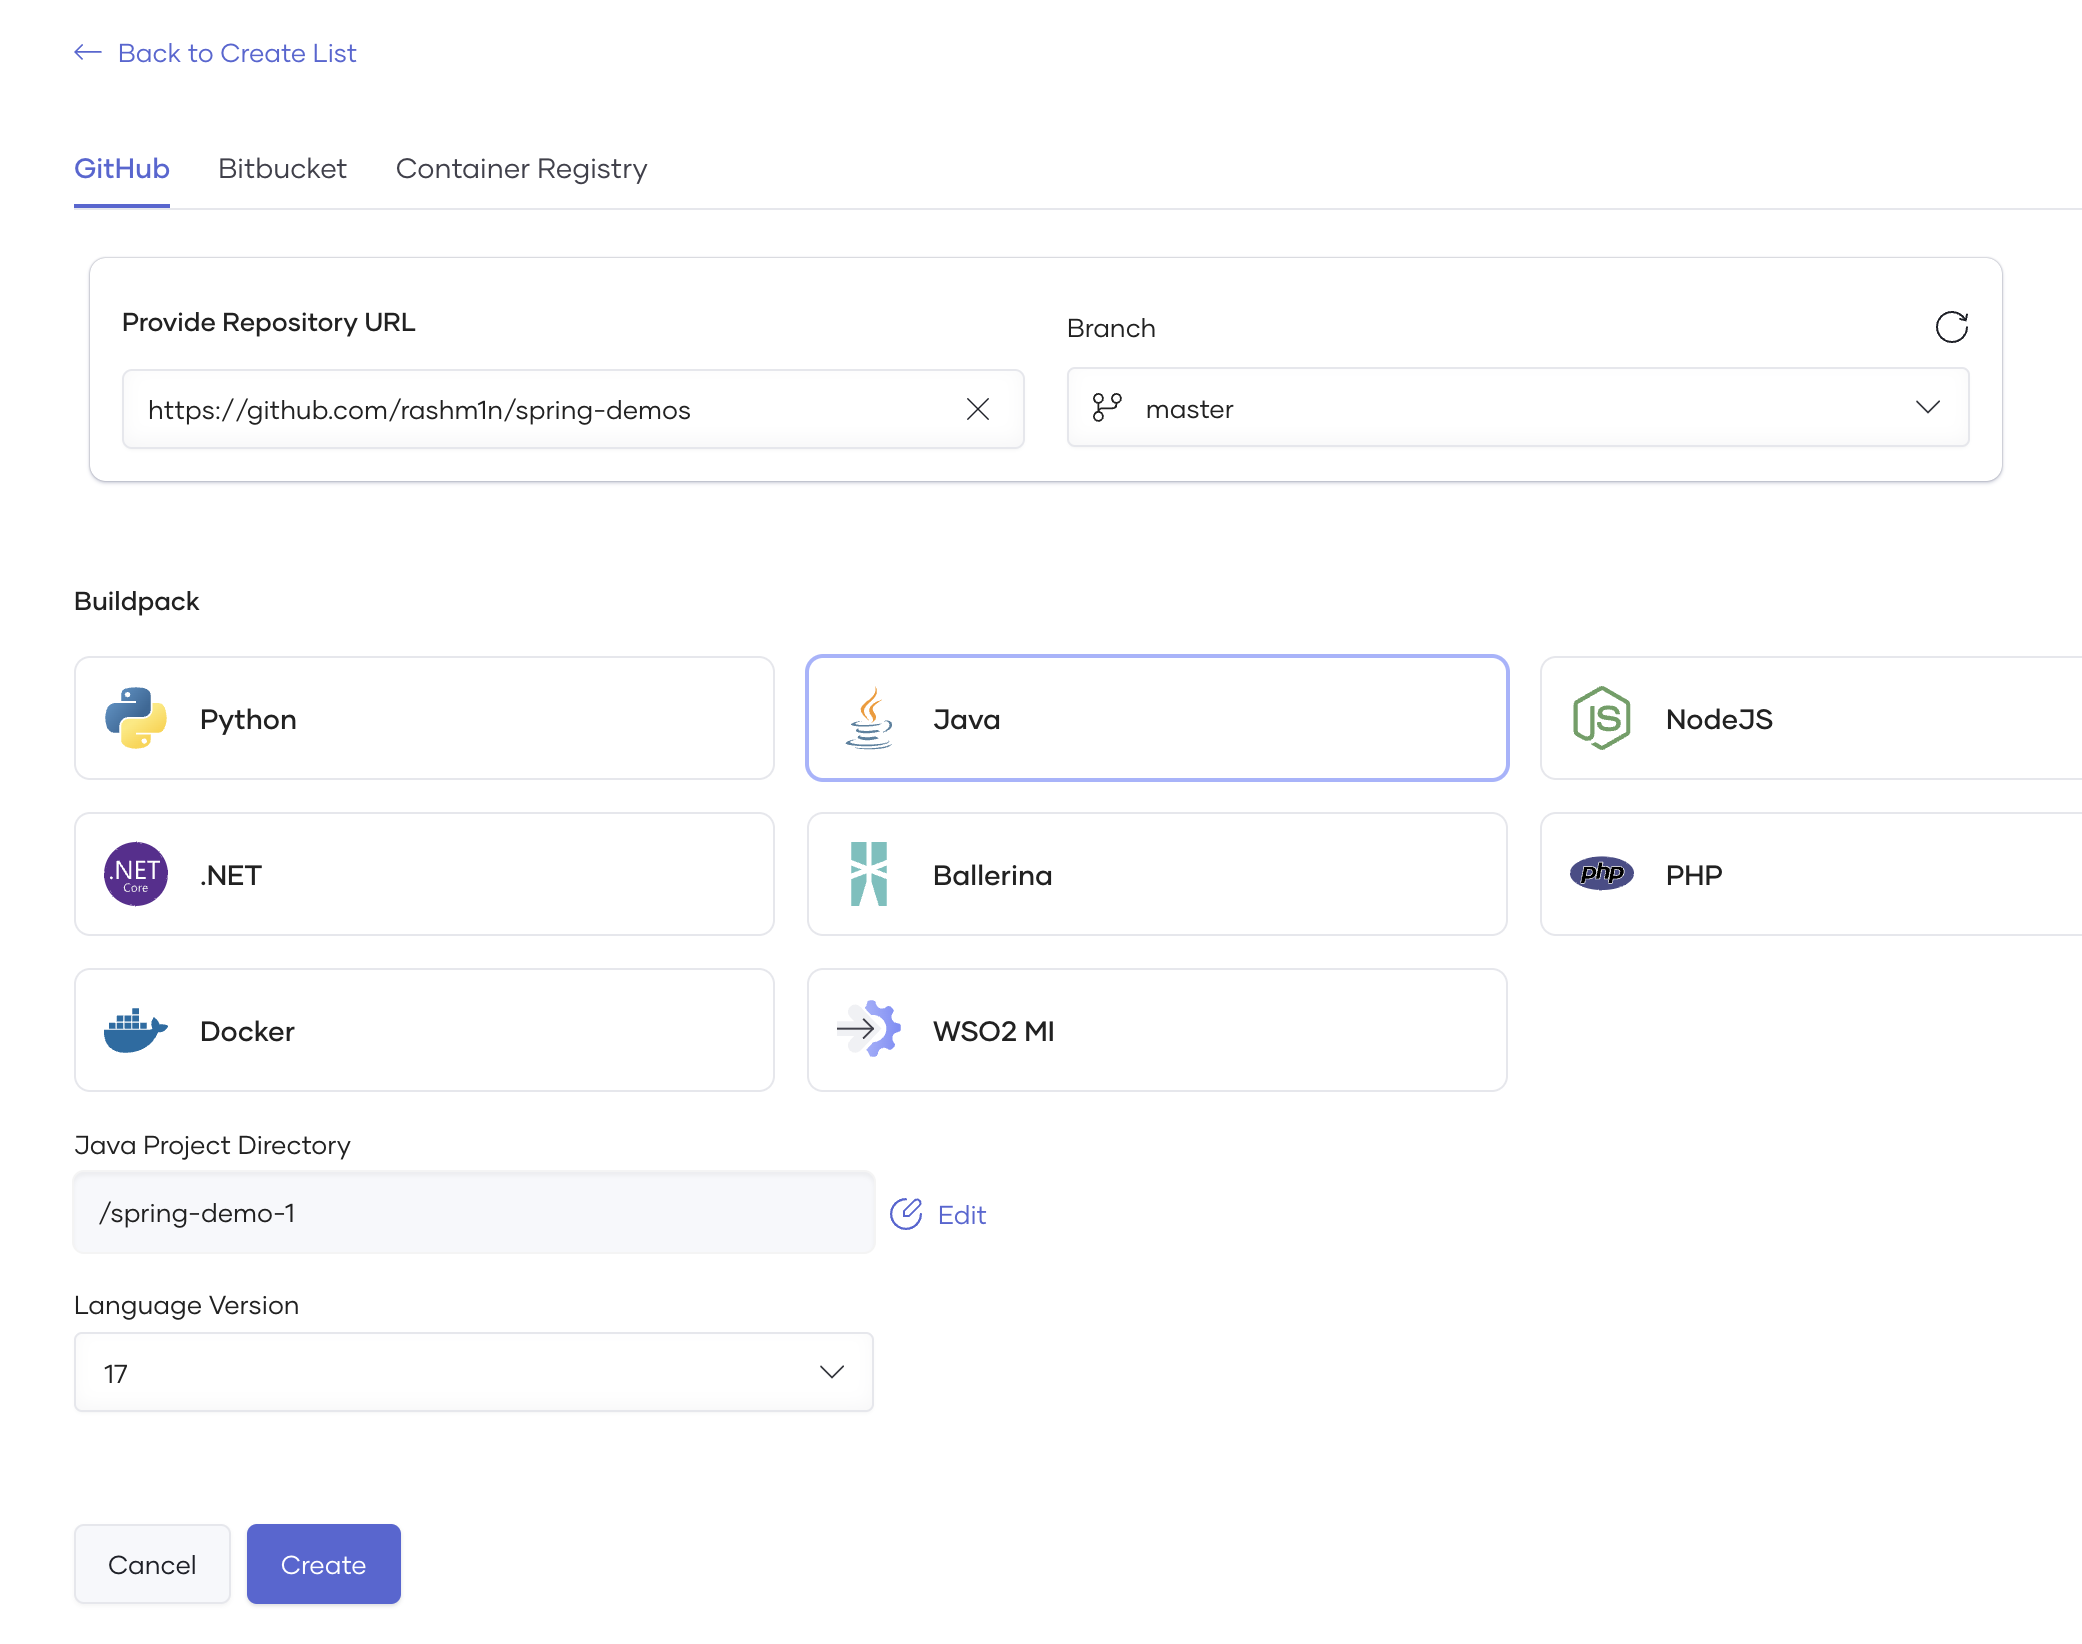 Back to Create List
GitHub Bitbucket Container Registry
Provide Repository URL
Branch
https://github.com/rashm1n/spring-demos
master
Buildpack
Python
Java
JS NodeJS
.NET Core .NET
Ballerina
php PHP
Docker
WSO2 MI
Java Project Directory
/spring-demo-1
Edit
Language Version
17
Cancel Create